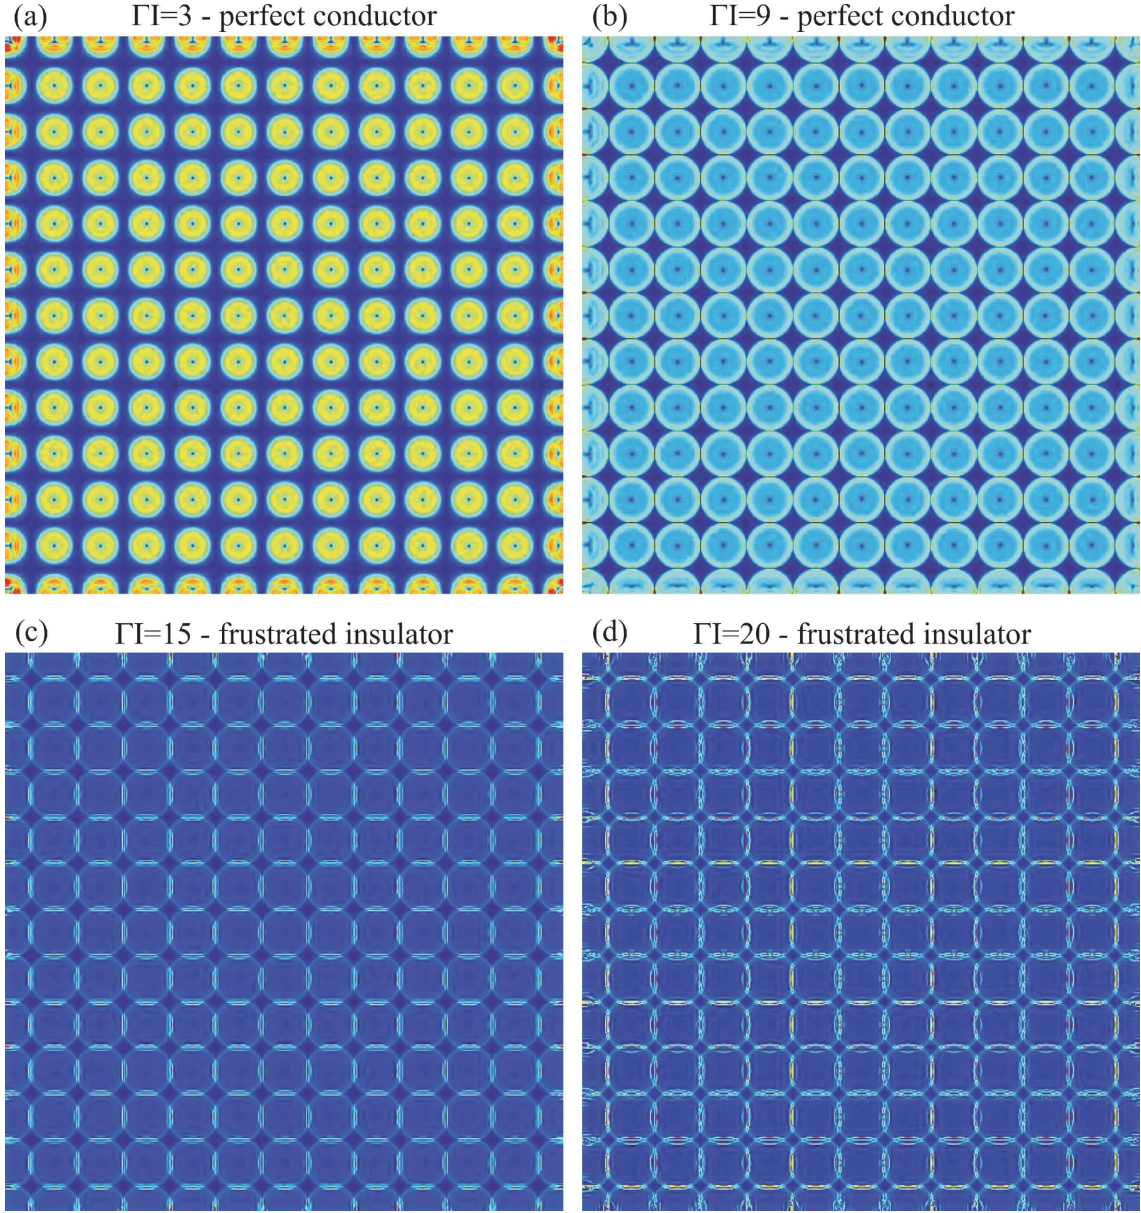 (a) ΓI=3 - perfect conductor
(b) ΓI=9 - perfect conductor
(c) ΓI=15 - frustrated insulator
(d) ΓI=20 - frustrated insulator